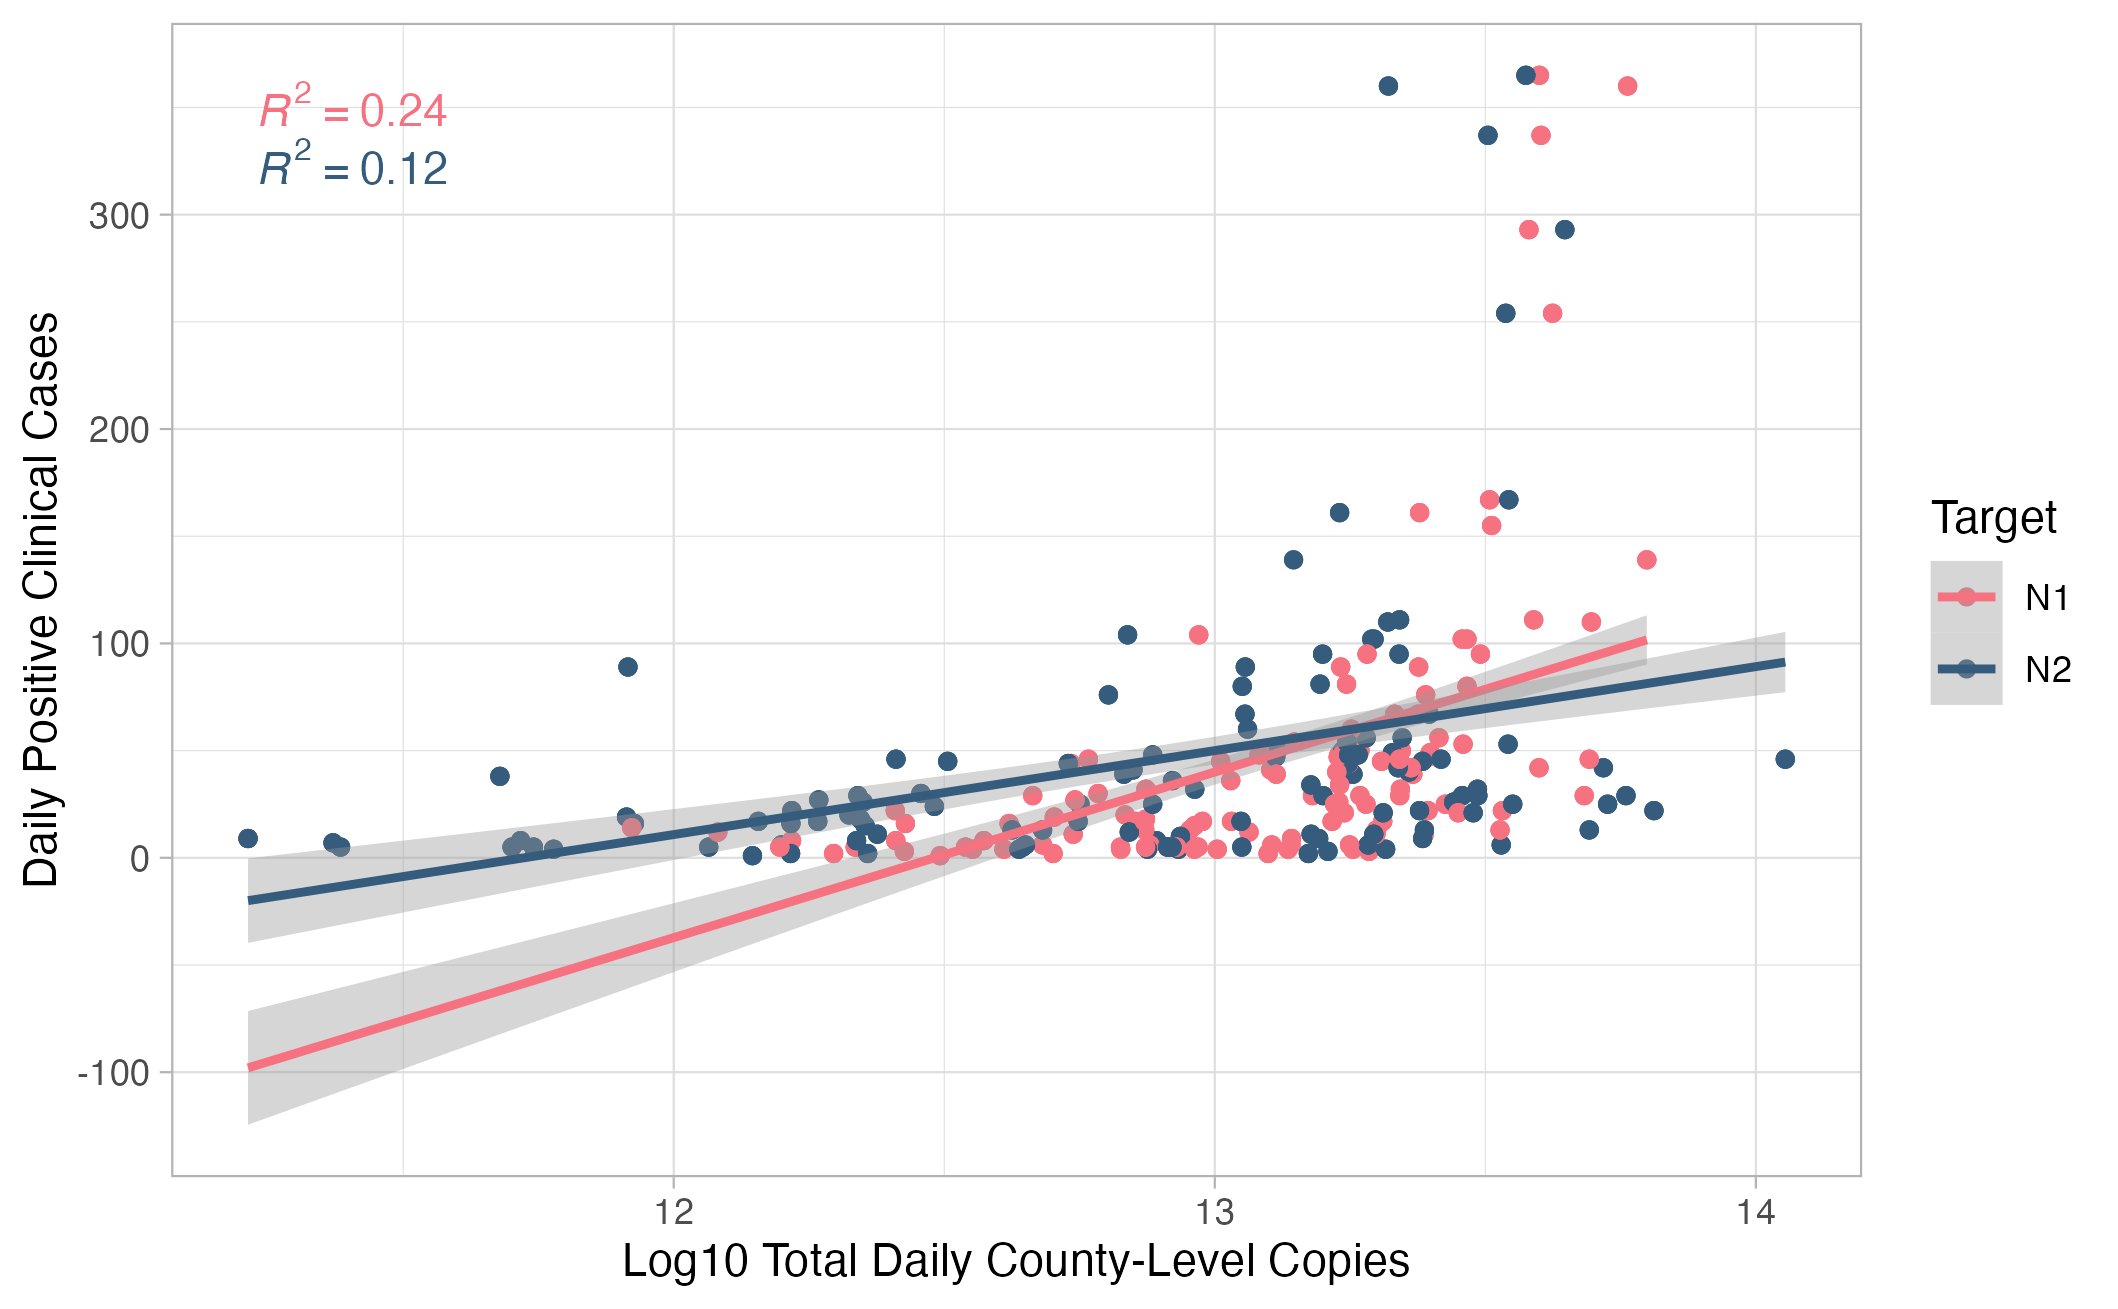 R² = 0.24
R² = 0.12
300
200
100
0
-100
12
13
14
Daily Positive Clinical Cases
Log10 Total Daily County-Level Copies
Target
N1
N2